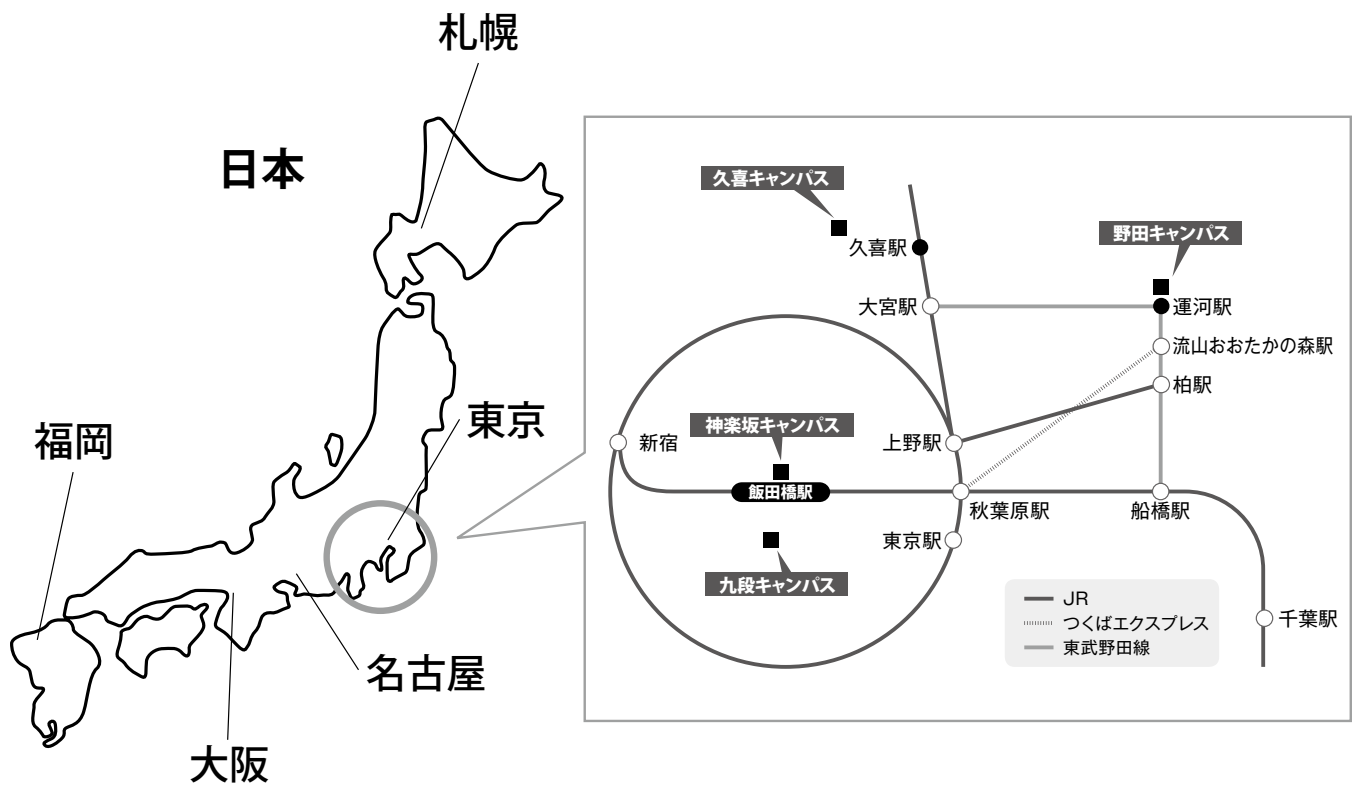 札幌
日本
東京
福岡
名古屋
大阪
久喜キャンパス
野田キャンパス
久喜駅
大宮駅
運河駅
流山おおたかの森駅
柏駅
神楽坂キャンパス
新宿
上野駅
飯田橋駅
秋葉原駅
船橋駅
東京駅
九段キャンパス
千葉駅
JR
つくばエクスプレス
東武野田線